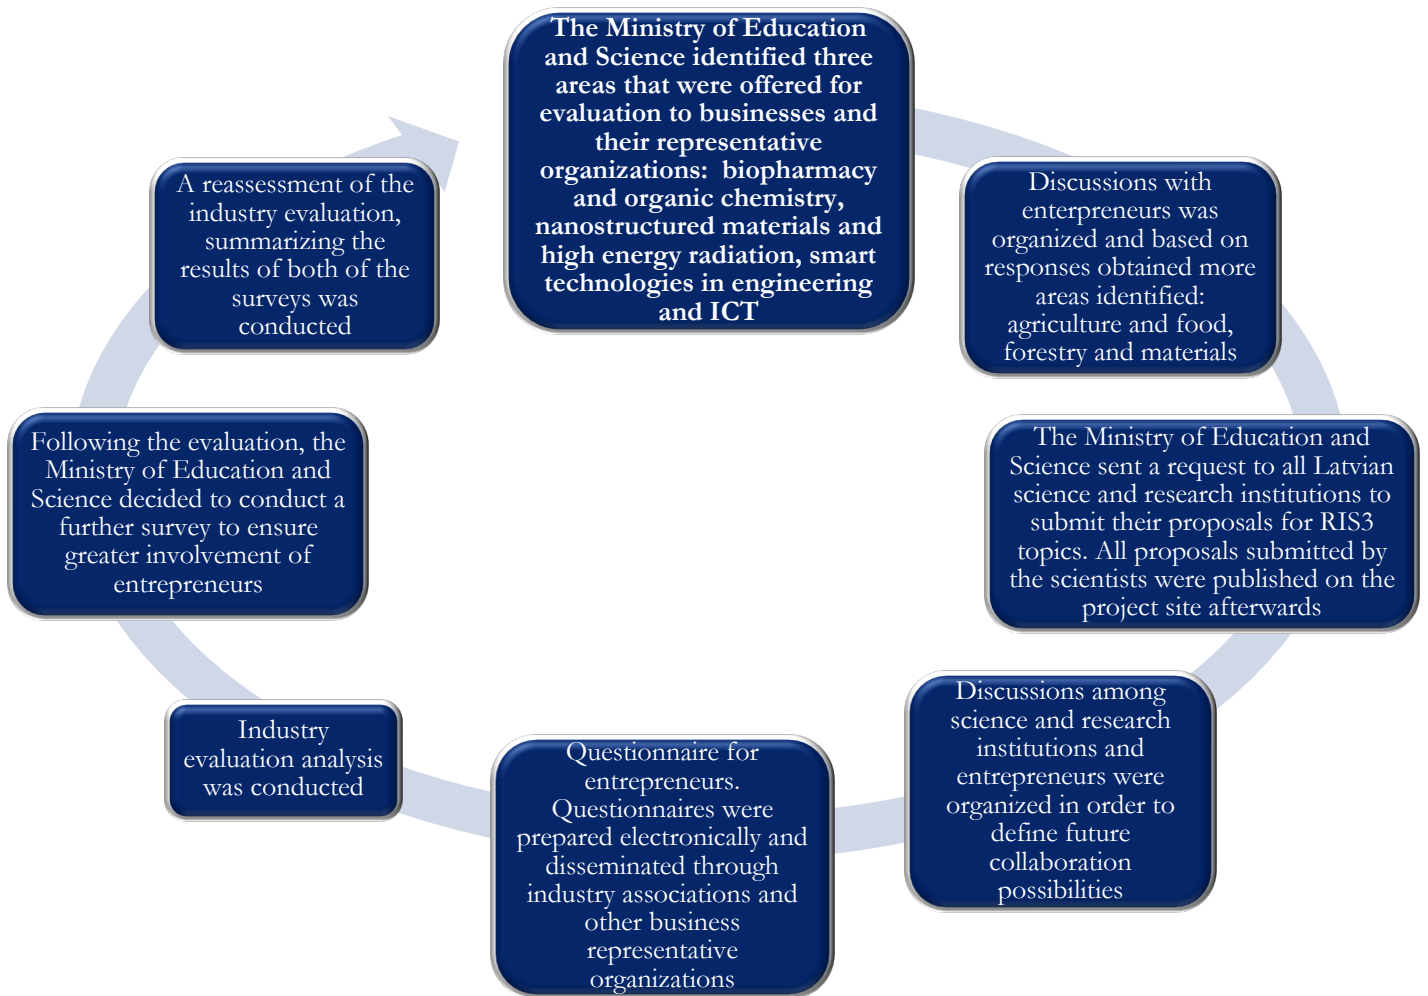 The Ministry of Education
and Science identified three
areas that were offered for
evaluation to businesses and
their representative
organizations:  biopharmacy
and organic chemistry,
nanostructured materials and
high energy radiation, smart
technologies in engineering
and ICT
Discussions with
enterpreneurs was
organized and based on
responses obtained more
areas identified:
agriculture and food,
forestry and materials
The Ministry of Education and
Science sent a request to all Latvian
science and research institutions to
submit their proposals for RIS3
topics. All proposals submitted by
the scientists were published on the
project site afterwards
Discussions among
science and research
institutions and
entrepreneurs were
organized in order to
define future
collaboration
possibilities
Questionnaire for
entrepreneurs.
Questionnaires were
prepared electronically and
disseminated through
industry associations and
other business
representative
organizations
Industry
evaluation analysis
was conducted
Following the evaluation, the
Ministry of Education and
Science decided to conduct a
further survey to ensure
greater involvement of
entrepreneurs
A reassessment of the
industry evaluation,
summarizing the
results of both of the
surveys was
conducted